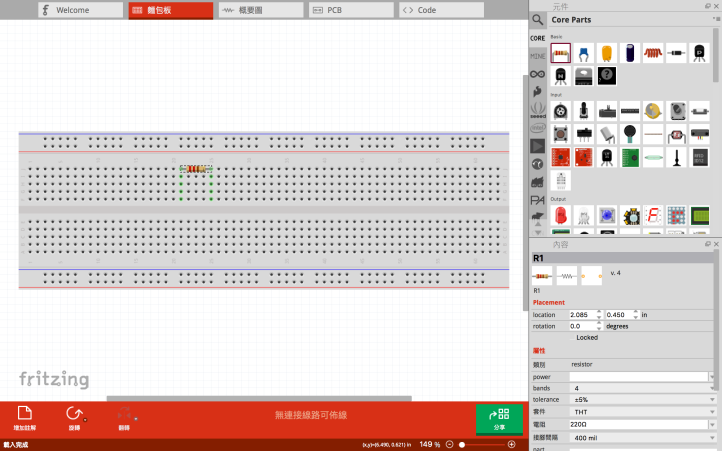 f Welcome
麵包板
概要圖
PCB
Code
元件
Core Parts
CORE
MINE
Basic
Input
Output
seeed
intel
PA
內容
R1
v. 4
R1
Placement
location 2.085 0.450 in
rotation 0.0 degrees
Locked
屬性
類別 resistor
power
bands 4
tolerance ±5%
套件 THT
電阻 220Ω
接腳間隔 400 mil
part
fritzing
增加註解
旋轉
翻轉
無連接線路可佈線
分享
載入完成
(x,y)=(6.490, 0.621) in 149 %